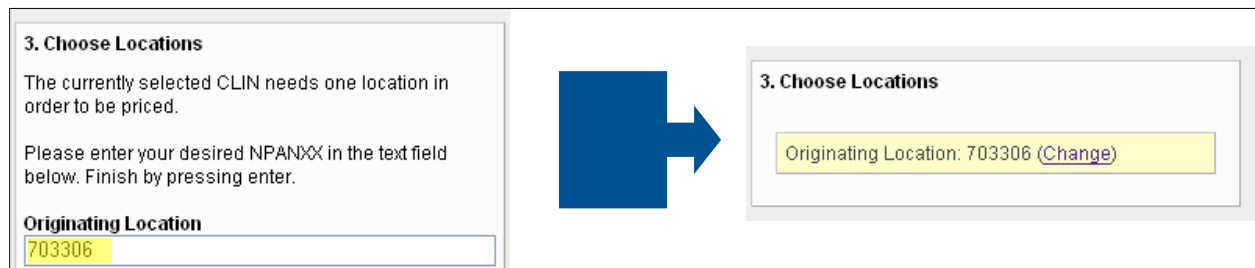 3. Choose Locations
The currently selected CLIN needs one location in
order to be priced.
Please enter your desired NPANXX in the text field
below. Finish by pressing enter.
Originating Location
703306
3. Choose Locations
Originating Location: 703306 (Change)